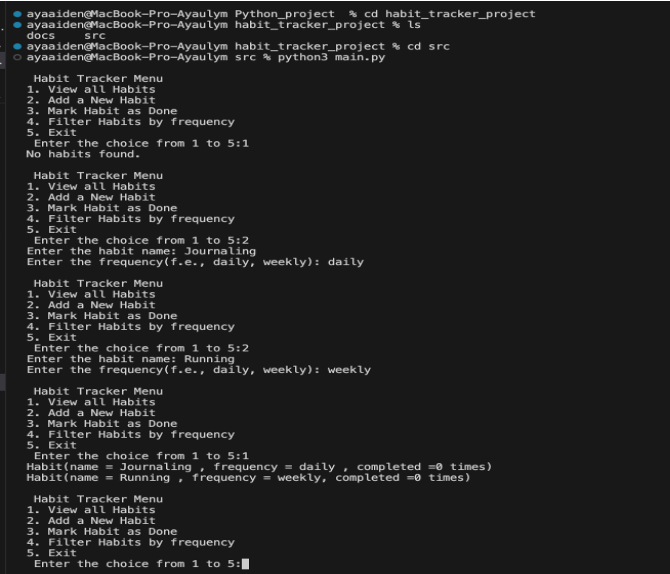 ayaaiden@MacBook-Pro-Ayaulym Python_project % cd habit_tracker_project
ayaaiden@MacBook-Pro-Ayaulym habit_tracker_project % ls
docs src
ayaaiden@MacBook-Pro-Ayaulym habit_tracker_project % cd src
ayaaiden@MacBook-Pro-Ayaulym src % python3 main.py
Habit Tracker Menu
1. View all Habits
2. Add a New Habit
3. Mark Habit as Done
4. Filter Habits by frequency
5. Exit
Enter the choice from 1 to 5:1
No habits found.
Habit Tracker Menu
1. View all Habits
2. Add a New Habit
3. Mark Habit as Done
4. Filter Habits by frequency
5. Exit
Enter the choice from 1 to 5:2
Enter the habit name: Journaling
Enter the frequency(f.e., daily, weekly): daily
Habit Tracker Menu
1. View all Habits
2. Add a New Habit
3. Mark Habit as Done
4. Filter Habits by frequency
5. Exit
Enter the choice from 1 to 5:2
Enter the habit name: Running
Enter the frequency(f.e., daily, weekly): weekly
Habit Tracker Menu
1. View all Habits
2. Add a New Habit
3. Mark Habit as Done
4. Filter Habits by frequency
5. Exit
Enter the choice from 1 to 5:1
Habit(name = Journaling , frequency = daily , completed =0 times)
Habit(name = Running , frequency = weekly, completed =0 times)
Habit Tracker Menu
1. View all Habits
2. Add a New Habit
3. Mark Habit as Done
4. Filter Habits by frequency
5. Exit
Enter the choice from 1 to 5: